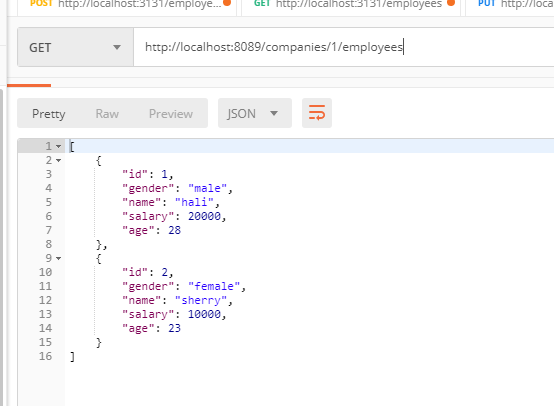 POST http://localhost:3131/employe... GET http://localhost:3131/employees PUT http://loca
GET http://localhost:8089/companies/1/employees
Pretty Raw Preview JSON
1 [
2 {
3 "id": 1,
4 "gender": "male",
5 "name": "hali",
6 "salary": 20000,
7 "age": 28
8 },
9 {
10 "id": 2,
11 "gender": "female",
12 "name": "sherry",
13 "salary": 10000,
14 "age": 23
15 }
16 ]